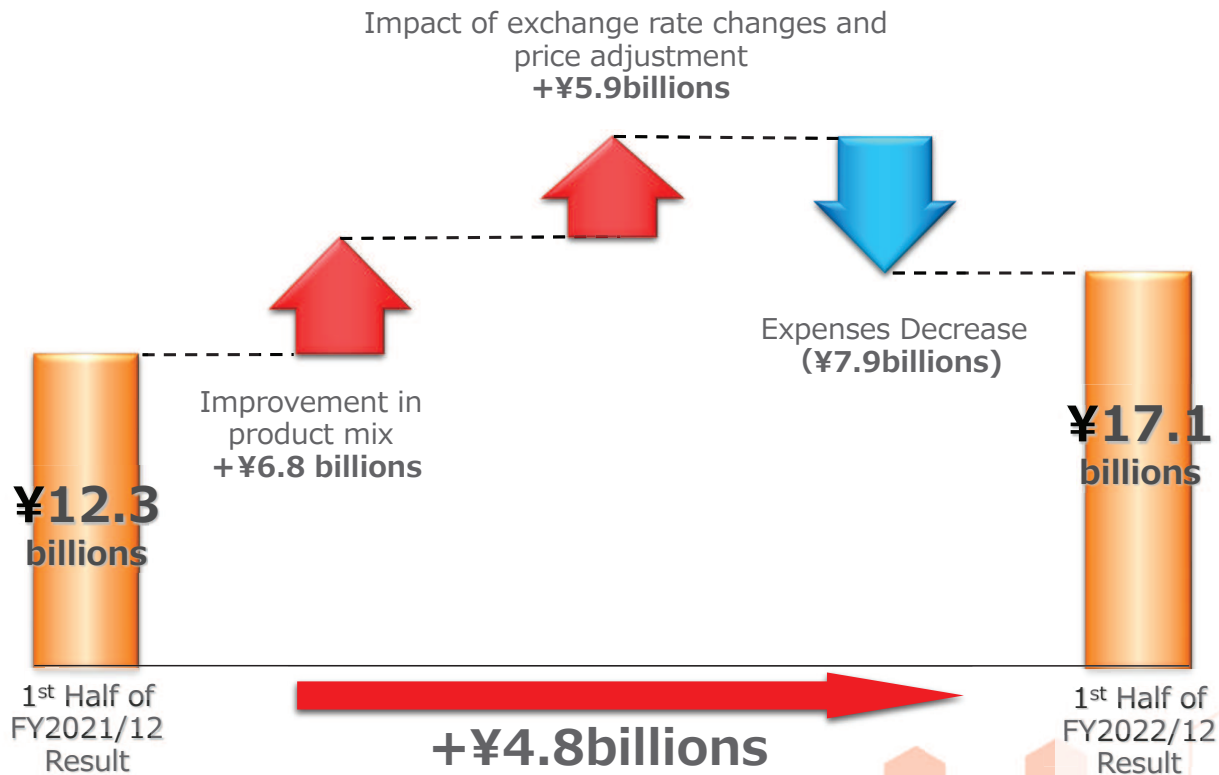 Impact of exchange rate changes and
price adjustment
+¥5.9billions
Expenses Decrease
(¥7.9billions)
Improvement in
product mix
+¥6.8 billions
¥12.3
billions
¥17.1
billions
1st Half of
FY2021/12
Result
+¥4.8billions
1st Half of
FY2022/12
Result